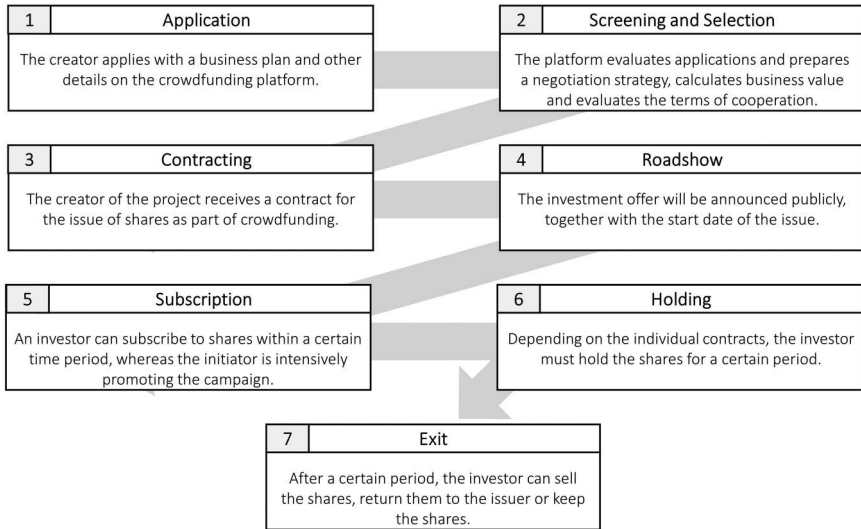 1 Application
The creator applies with a business plan and other
details on the crowdfunding platform.
2 Screening and Selection
The platform evaluates applications and prepares
a negotiation strategy, calculates business value
and evaluates the terms of cooperation.
3 Contracting
The creator of the project receives a contract for
the issue of shares as part of crowdfunding.
4 Roadshow
The investment offer will be announced publicly,
together with the start date of the issue.
5 Subscription
An investor can subscribe to shares within a certain
time period, whereas the initiator is intensively
promoting the campaign.
6 Holding
Depending on the individual contracts, the investor
must hold the shares for a certain period.
7 Exit
After a certain period, the investor can sell
the shares, return them to the issuer or keep
the shares.